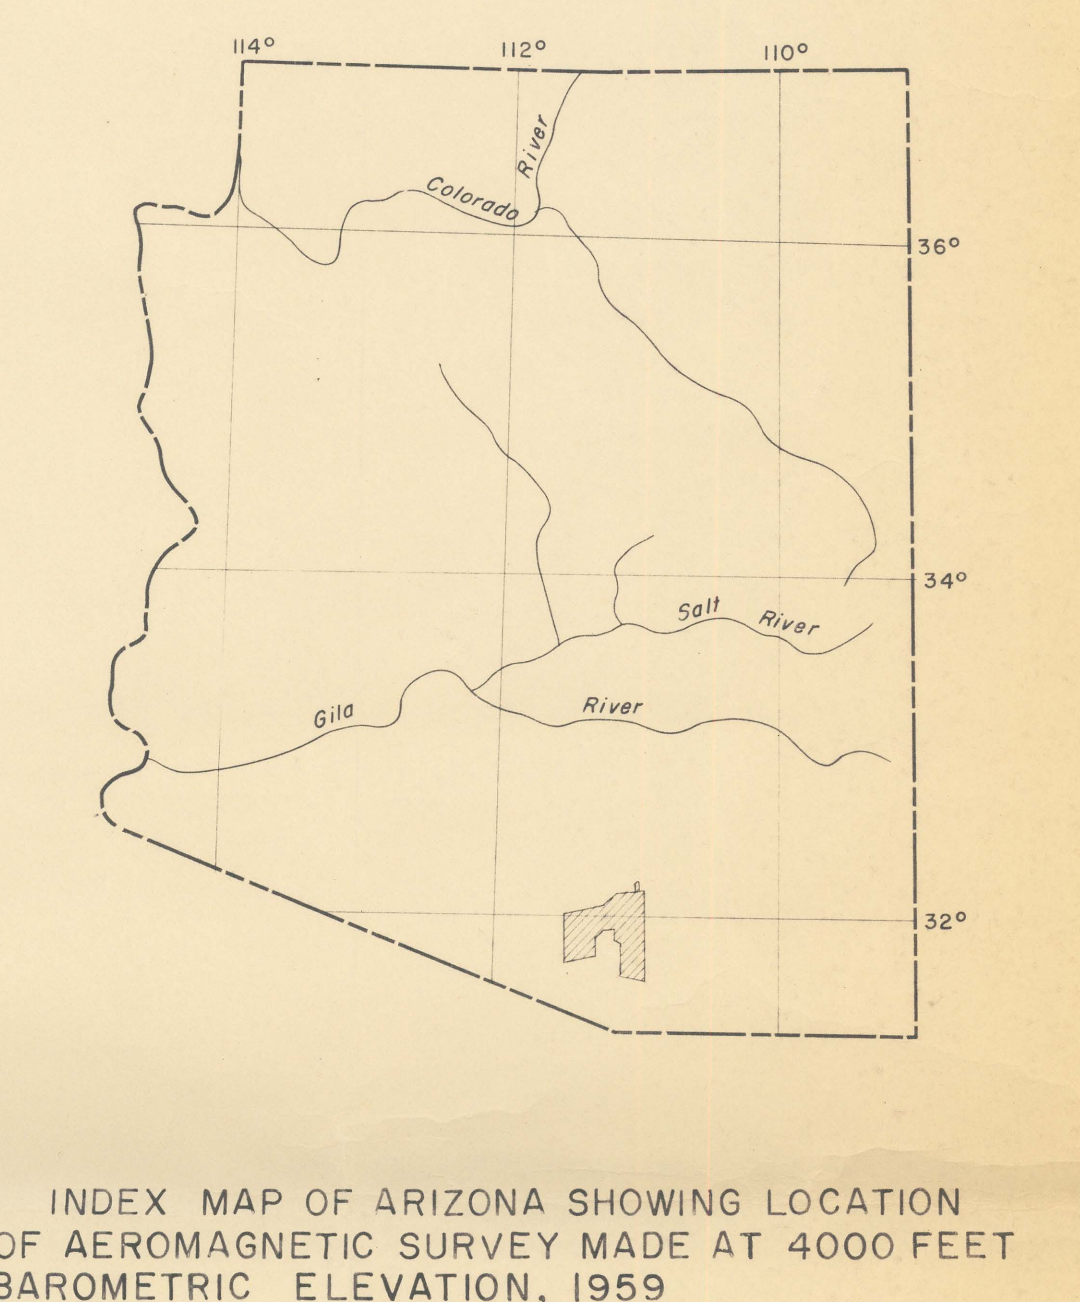 114° 112° 110°
River
Colorado
36°
34°
Salt River
Gila River
32°
INDEX MAP OF ARIZONA SHOWING LOCATION
OF AEROMAGNETIC SURVEY MADE AT 4000 FEET
BAROMETRIC ELEVATION, 1959